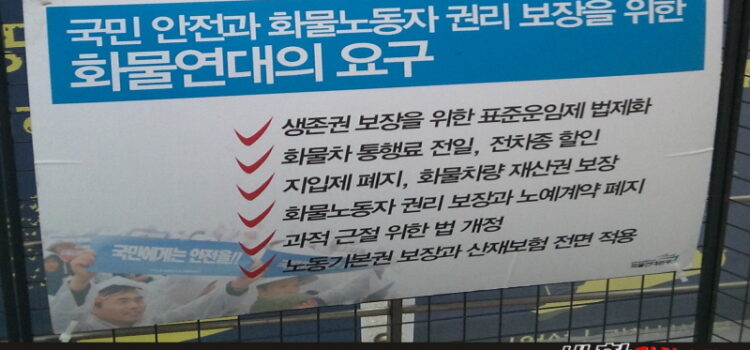 국민 안전과 화물노동자 권리 보장을 위한
화물연대의 요구
생존권 보장을 위한 표준운임제 법제화
화물차 통행료 전일, 전차종 할인
지입제 폐지, 화물차량 재산권 보장
화물노동자 권리 보장과 노예계약 폐지
과적 근절 위한 법 개정
노동기본권 보장과 산재보험 전면 적용
국민에게는 안전을!!